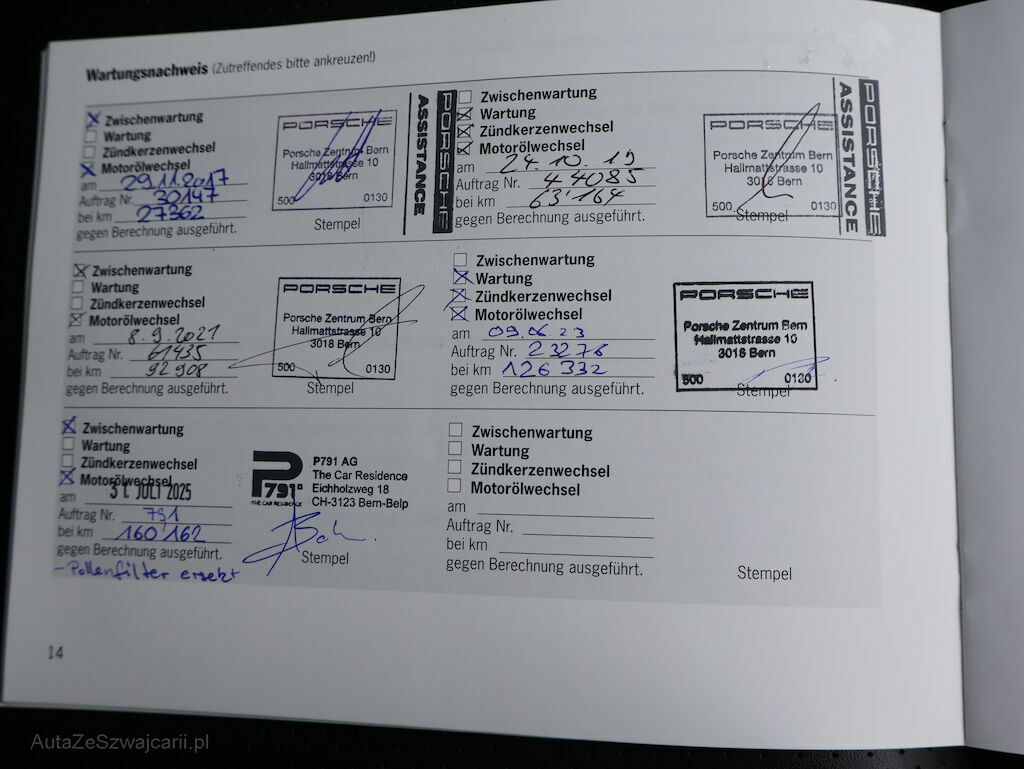 Wartungsnachweis (Zutreffendes bitte ankreuzen!)
Zwischenwartung
Wartung
Zündkerzenwechsel
Motorölwechsel
am 29.11.2017
Auftrag Nr. 30147
bei km 27362
gegen Berechnung ausgeführt.
PORSCHE
Porsche Zentrum Bern
Hallmattstrasse 10
3018 Bern
500 0130
Stempel
PORSCHE
ASSISTANCE
Zwischenwartung
Wartung
Zündkerzenwechsel
Motorölwechsel
am 24.10.19
Auftrag Nr. 44085
bei km 63'164
gegen Berechnung ausgeführt.
PORSCHE
Porsche Zentrum Bern
Hallmattstrasse 10
3018 Bern
500 0130
Stempel
PORSCHE
ASSISTANCE
Zwischenwartung
Wartung
Zündkerzenwechsel
Motorölwechsel
am 8.9.2021
Auftrag Nr. 61435
bei km 92908
gegen Berechnung ausgeführt.
PORSCHE
Porsche Zentrum Bern
Hallmattstrasse 10
3018 Bern
500 0130
Stempel
Zwischenwartung
Wartung
Zündkerzenwechsel
Motorölwechsel
am 09.06.23
Auftrag Nr. 23276
bei km 126 332
gegen Berechnung ausgeführt.
PORSCHE
Porsche Zentrum Bern
Hallmattstrasse 10
3018 Bern
500 0130
Stempel
Zwischenwartung
Wartung
Zündkerzenwechsel
Motorölwechsel
am 31. JULI 2025
Auftrag Nr. 791
bei km 160'162
gegen Berechnung ausgeführt.
- Pollenfilter ersetzt
P791
THE CAR RESIDENCE
P791 AG
The Car Residence
Eichholzweg 18
CH-3123 Bern-Belp
Stempel
Zwischenwartung
Wartung
Zündkerzenwechsel
Motorölwechsel
am
Auftrag Nr.
bei km
gegen Berechnung ausgeführt.
Stempel
14
AutaZeSzwajcarii.pl